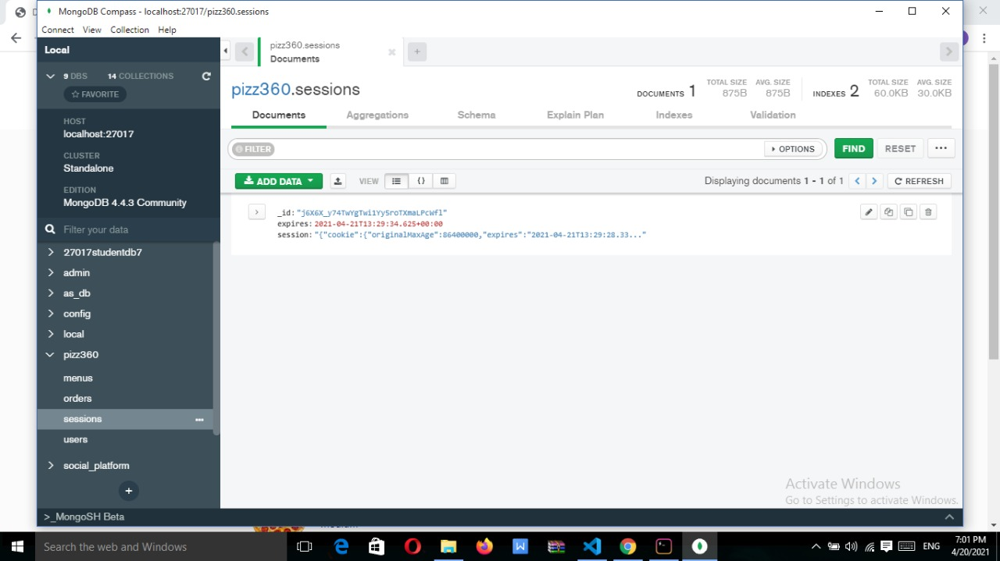 MongoDB Compass - localhost:27017/pizz360.sessions
Connect View Collection Help
Local
9 DBS 14 COLLECTIONS
FAVORITE
HOST
localhost:27017
CLUSTER
Standalone
EDITION
MongoDB 4.4.3 Community
Filter your data
27017studentdb7
admin
as_db
config
local
pizz360
menus
orders
sessions
users
social_platform
>_MongoSH Beta
pizz360.sessions
Documents
pizz360.sessions
DOCUMENTS 1
TOTAL SIZE AVG. SIZE
875B 875B
INDEXES 2
TOTAL SIZE AVG. SIZE
60.0KB 30.0KB
Documents Aggregations Schema Explain Plan Indexes Validation
FILTER OPTIONS FIND RESET
ADD DATA VIEW {} Displaying documents 1 - 1 of 1 REFRESH
_id: "j6X6X_y74TwYgTwi1Yy5roTXmaLPcWfl"
expires: 2021-04-21T13:29:34.625+00:00
session: "{"cookie":{"originalMaxAge":86400000,"expires":"2021-04-21T13:29:28.33..."
Activate Windows
Go to Settings to activate Windows.
Search the web and Windows
ENG
7:01 PM
4/20/2021